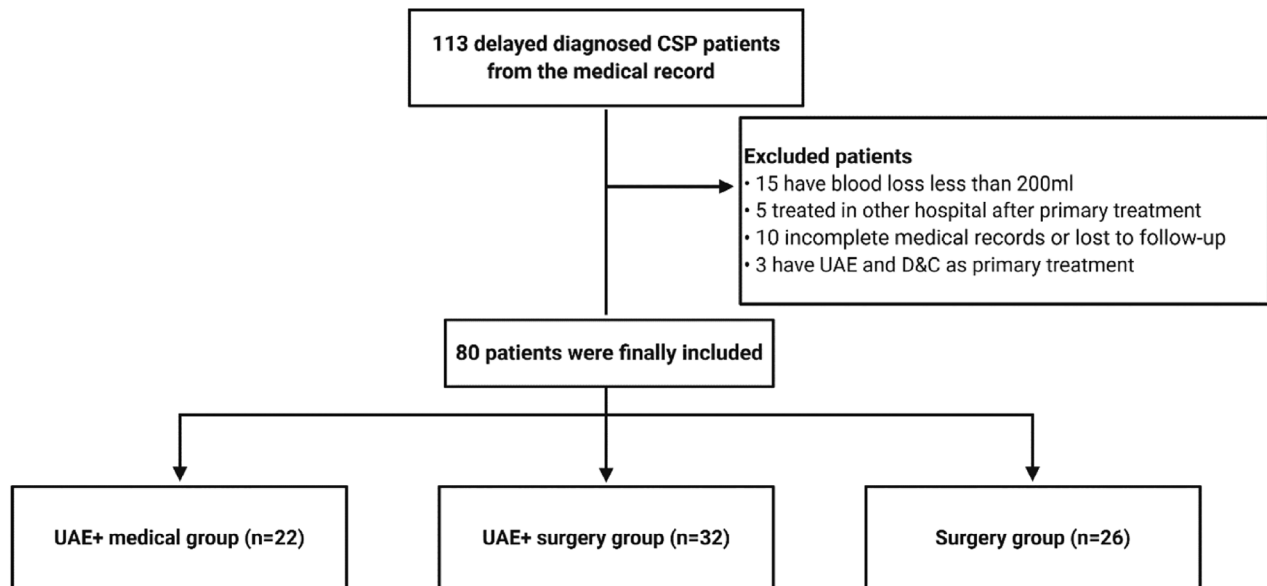 113 delayed diagnosed CSP patients
from the medical record
Excluded patients
• 15 have blood loss less than 200ml
• 5 treated in other hospital after primary treatment
• 10 incomplete medical records or lost to follow-up
• 3 have UAE and D&C as primary treatment
80 patients were finally included
UAE+ medical group (n=22)
UAE+ surgery group (n=32)
Surgery group (n=26)